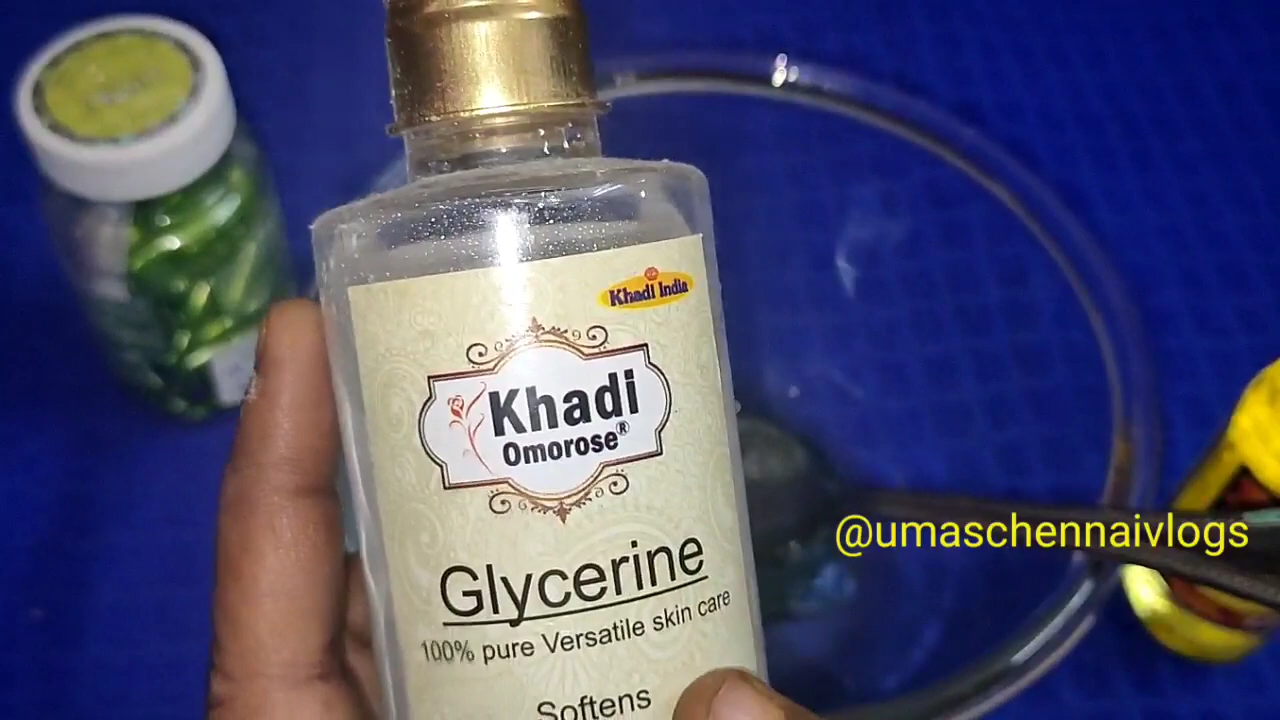 Khadi India
Khadi
Omorose®
Glycerine
100% pure Versatile skin care
Softens
@umaschennaivlogs